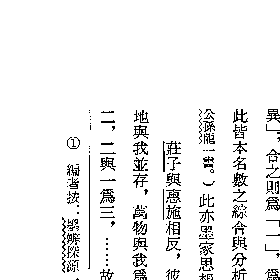 異」，合之則爲「一」，
此皆本名數之綜合與分析
公孫龍一書。）此亦墨家思想
莊子與惠施相反，彼
地與我並存，萬物與我爲
二，二與一爲三，……故
① 編者按：墨辯探源